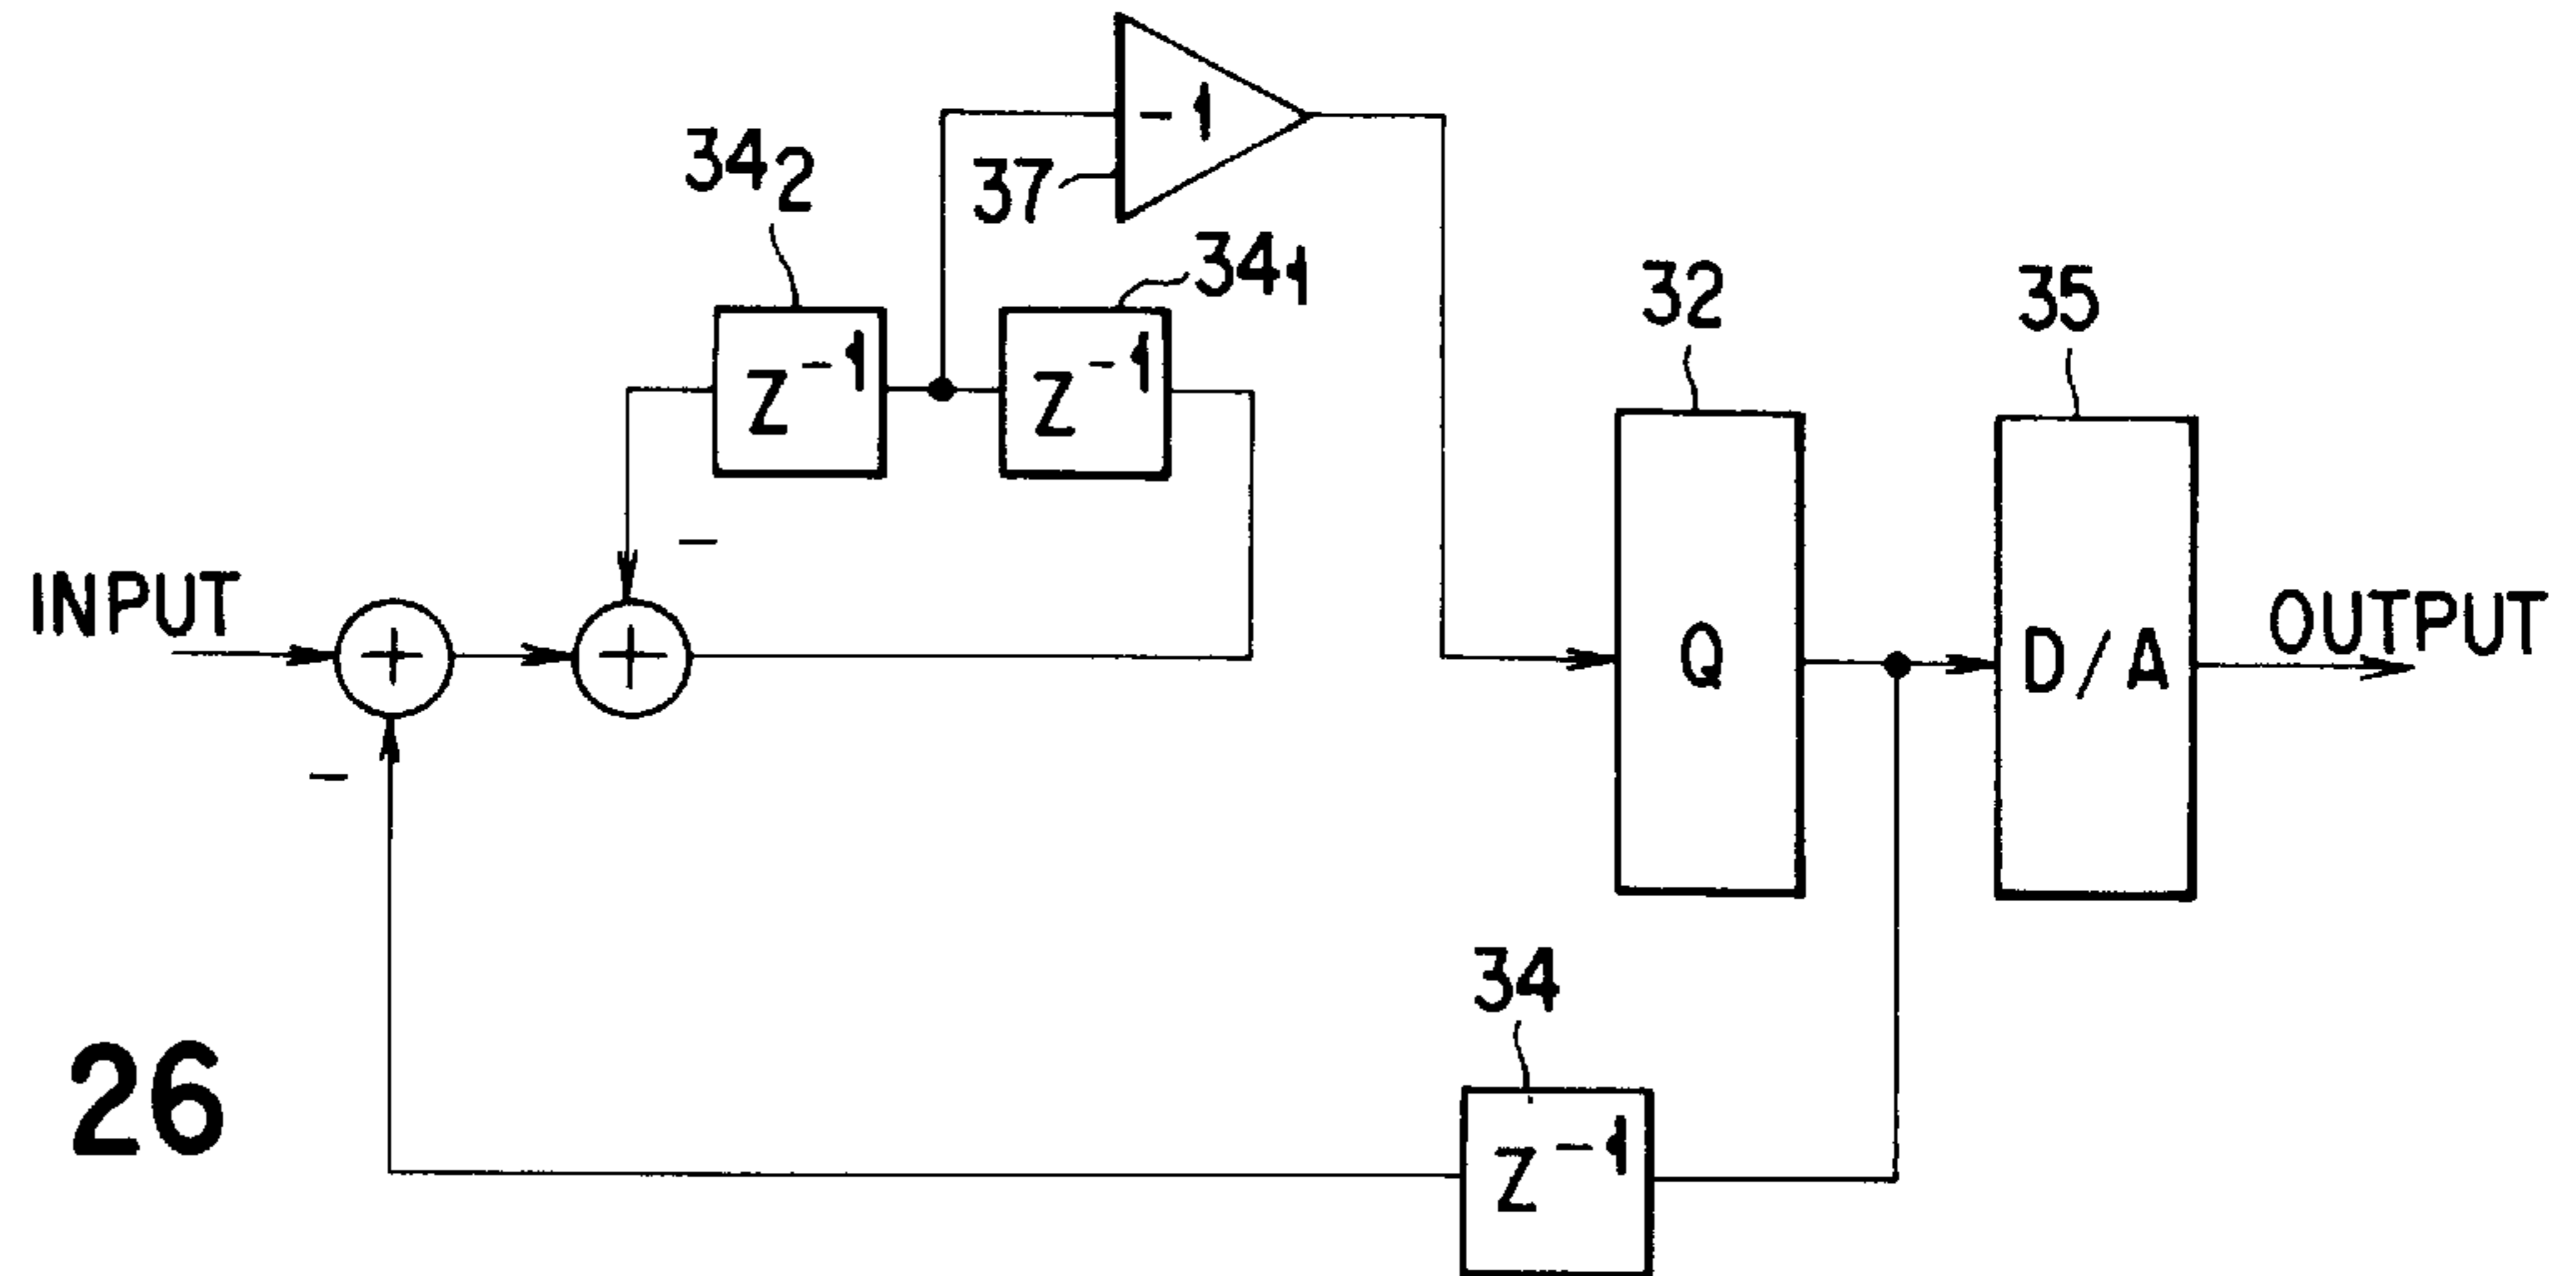 -1
34₂
37
34₁
Z⁻¹
Z⁻¹
32
35
INPUT
+
+
−
−
Q
D/A
OUTPUT
34
Z⁻¹
26